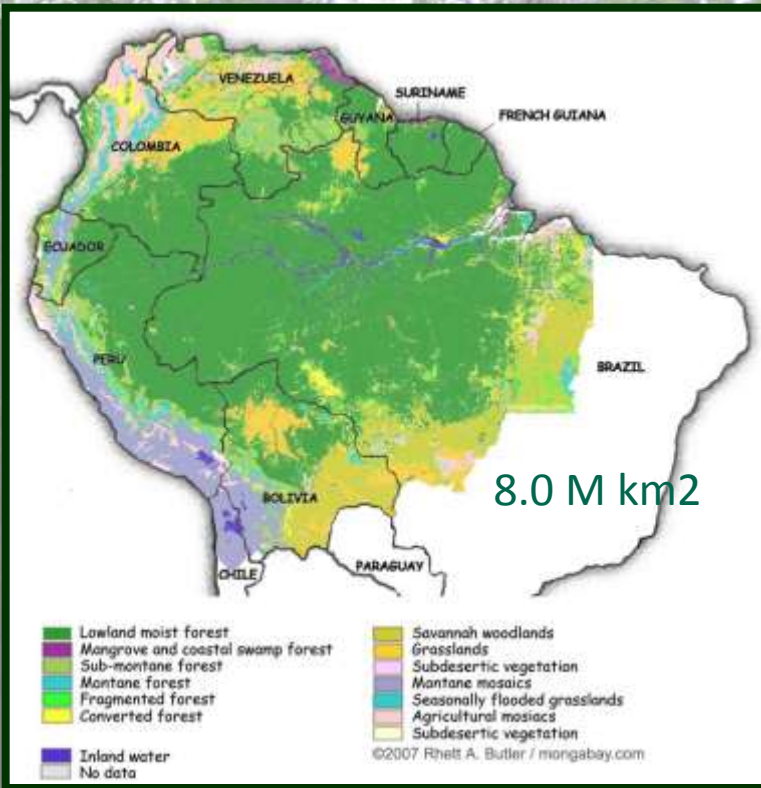 VENEZUELA
SURINAME
GUYANA
FRENCH GUIANA
COLOMBIA
ECUADOR
PERU
BRAZIL
8.0 M km2
BOLIVIA
PARAGUAY
CHILE
Lowland moist forest
Mangrove and coastal swamp forest
Sub-montane forest
Montane forest
Fragmented forest
Converted forest
Inland water
No data
Savannah woodlands
Grasslands
Subdesertic vegetation
Montane mosaics
Seasonally flooded grasslands
Agricultural mosiacs
Subdesertic vegetation
©2007 Rhett A. Butler / mongabay.com